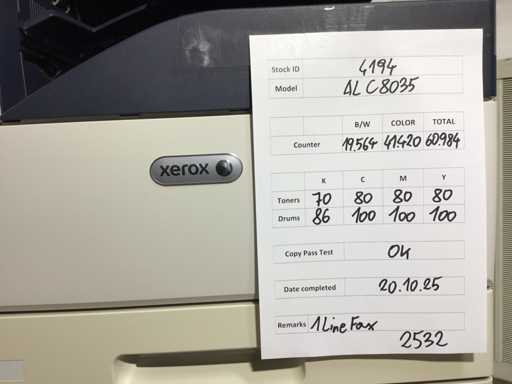 Stock ID 4194
Model AL C8035
B/W COLOR TOTAL
Counter 19.564 41420 60.984
xerox
K C M Y
Toners 70 80 80 80
Drums 86 100 100 100
Copy Pass Test OK
Date completed 20.10.25
Remarks 1 Line Fax
2532